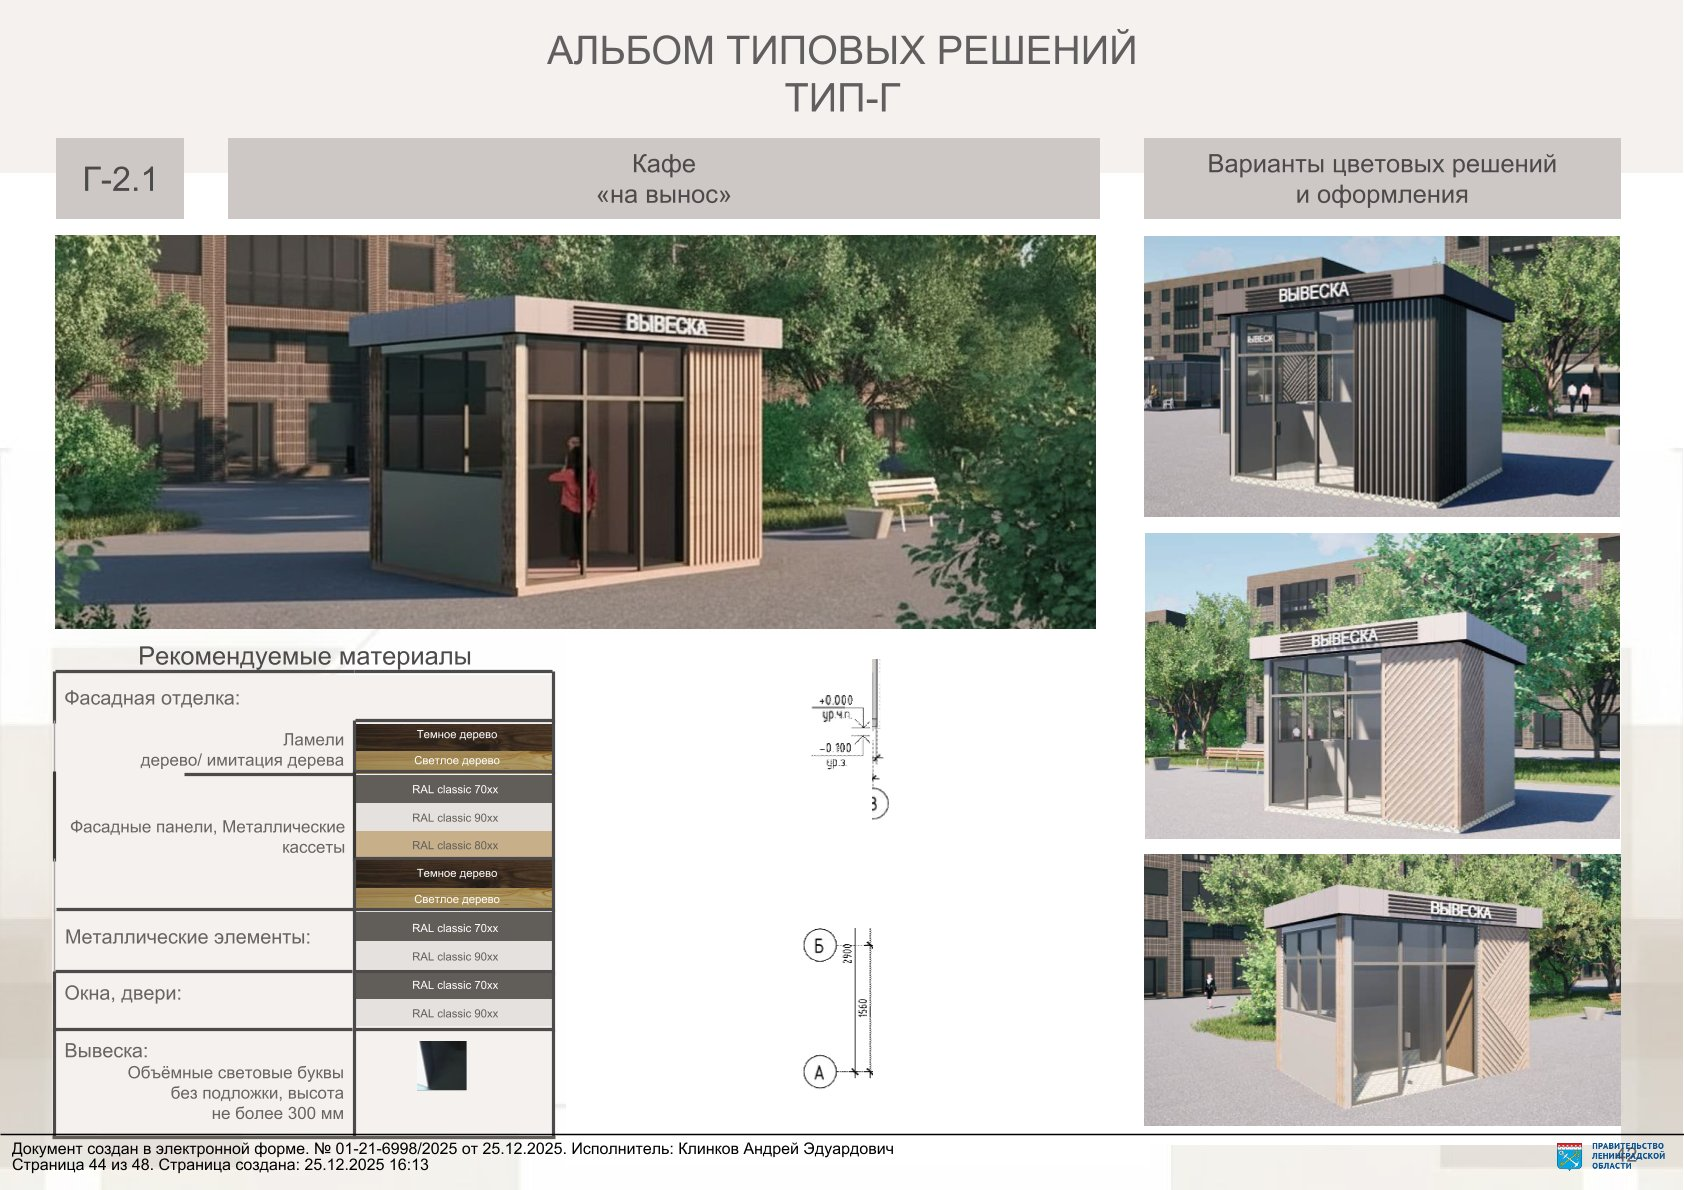 АЛЬБОМ ТИПОВЫХ РЕШЕНИЙ
ТИП-Г
Г-2.1
Кафе
«на вынос»
Варианты цветовых решений
и оформления
ВЫВЕСКА
ВЫВЕСКА
ВЫВЕСКА
ВЫВЕСКА
Рекомендуемые материалы
Фасадная отделка:
Ламели
дерево/ имитация дерева
Темное дерево
Светлое дерево
Фасадные панели, Металлические
кассеты
RAL classic 70xx
RAL classic 90xx
RAL classic 80xx
Темное дерево
Светлое дерево
Металлические элементы:
RAL classic 70xx
RAL classic 90xx
Окна, двери:
RAL classic 70xx
RAL classic 90xx
Вывеска:
Объёмные световые буквы
без подложки, высота
не более 300 мм
+0.000
ур.ч.п.
-0.100
ур.з.
Б
2900
1560
А
Документ создан в электронной форме. № 01-21-6998/2025 от 25.12.2025. Исполнитель: Клинков Андрей Эдуардович
Страница 44 из 48. Страница создана: 25.12.2025 16:13
ПРАВИТЕЛЬСТВО
ЛЕНИНГРАДСКОЙ
ОБЛАСТИ
42